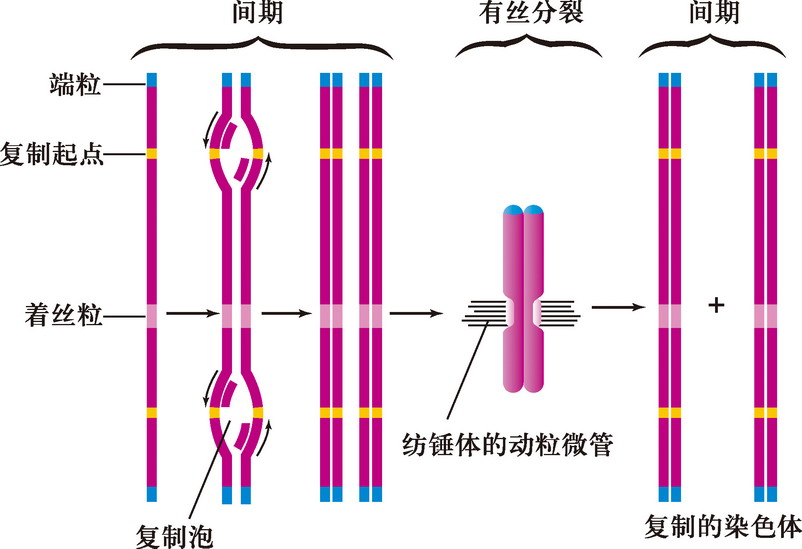 间期
有丝分裂
间期
端粒
复制起点
着丝粒
+
纺锤体的动粒微管
复制泡
复制的染色体